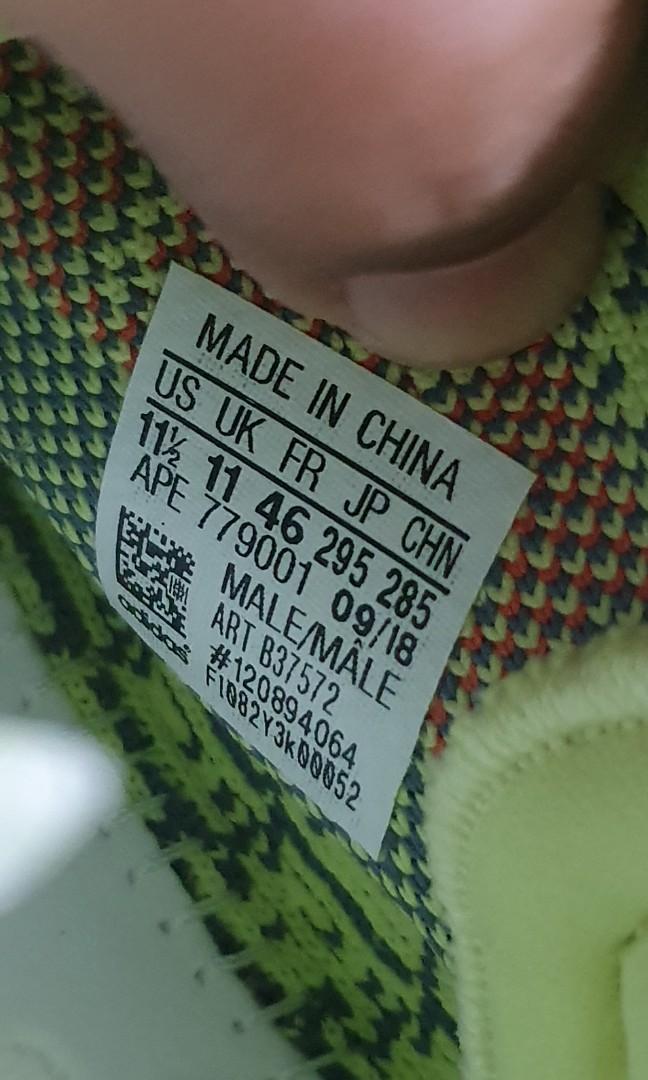 MADE IN CHINA
US UK FR JP CHN
11½ 11 46 295 285
APE 779001 09/18
MALE/MÂLE
ART B37572
#120894064
F1082Y3k00052
adidas